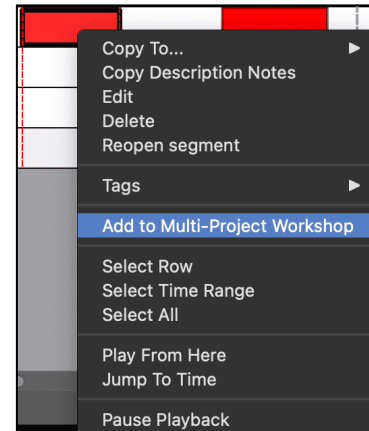 Copy To...
Copy Description Notes
Edit
Delete
Reopen segment
Tags
Add to Multi-Project Workshop
Select Row
Select Time Range
Select All
Play From Here
Jump To Time
Pause Playback